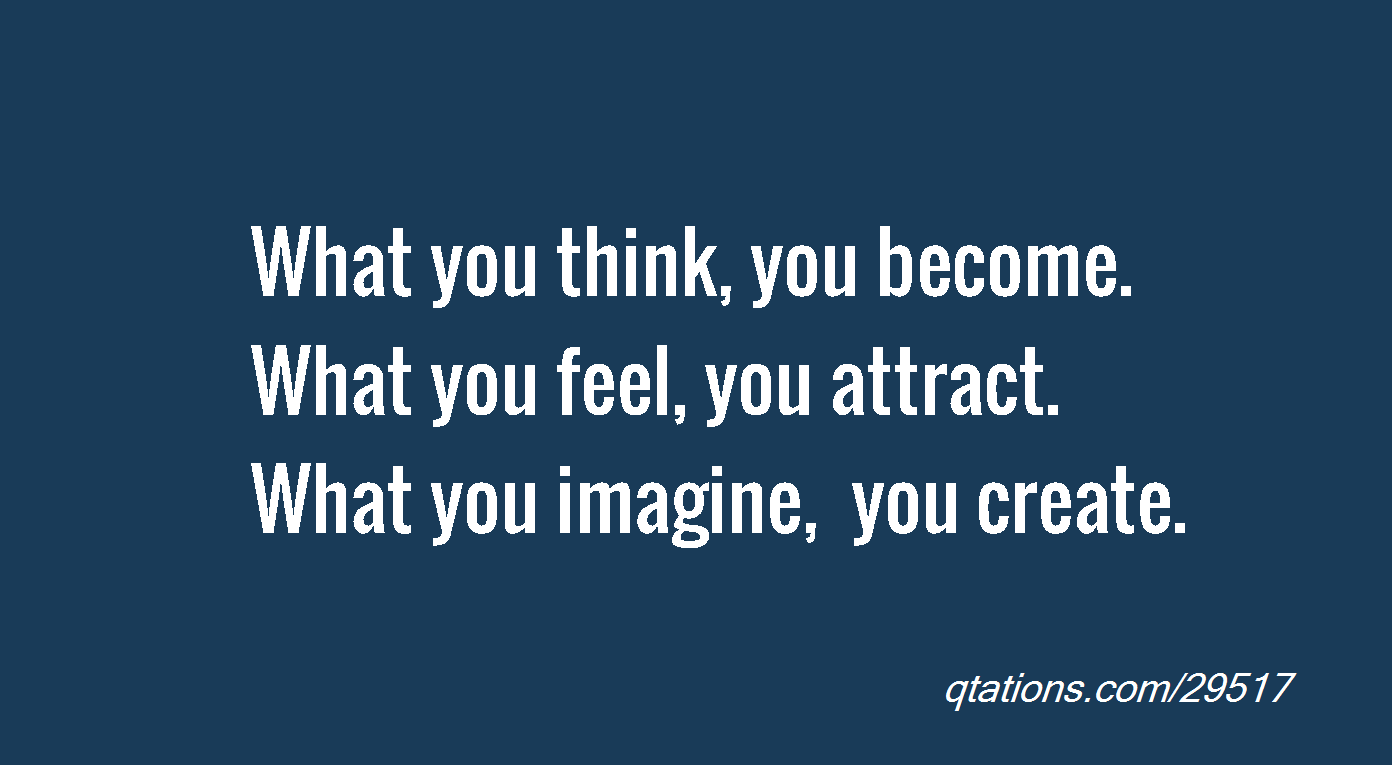 What you think, you become.
What you feel, you attract.
What you imagine,  you create.
qtations.com/29517